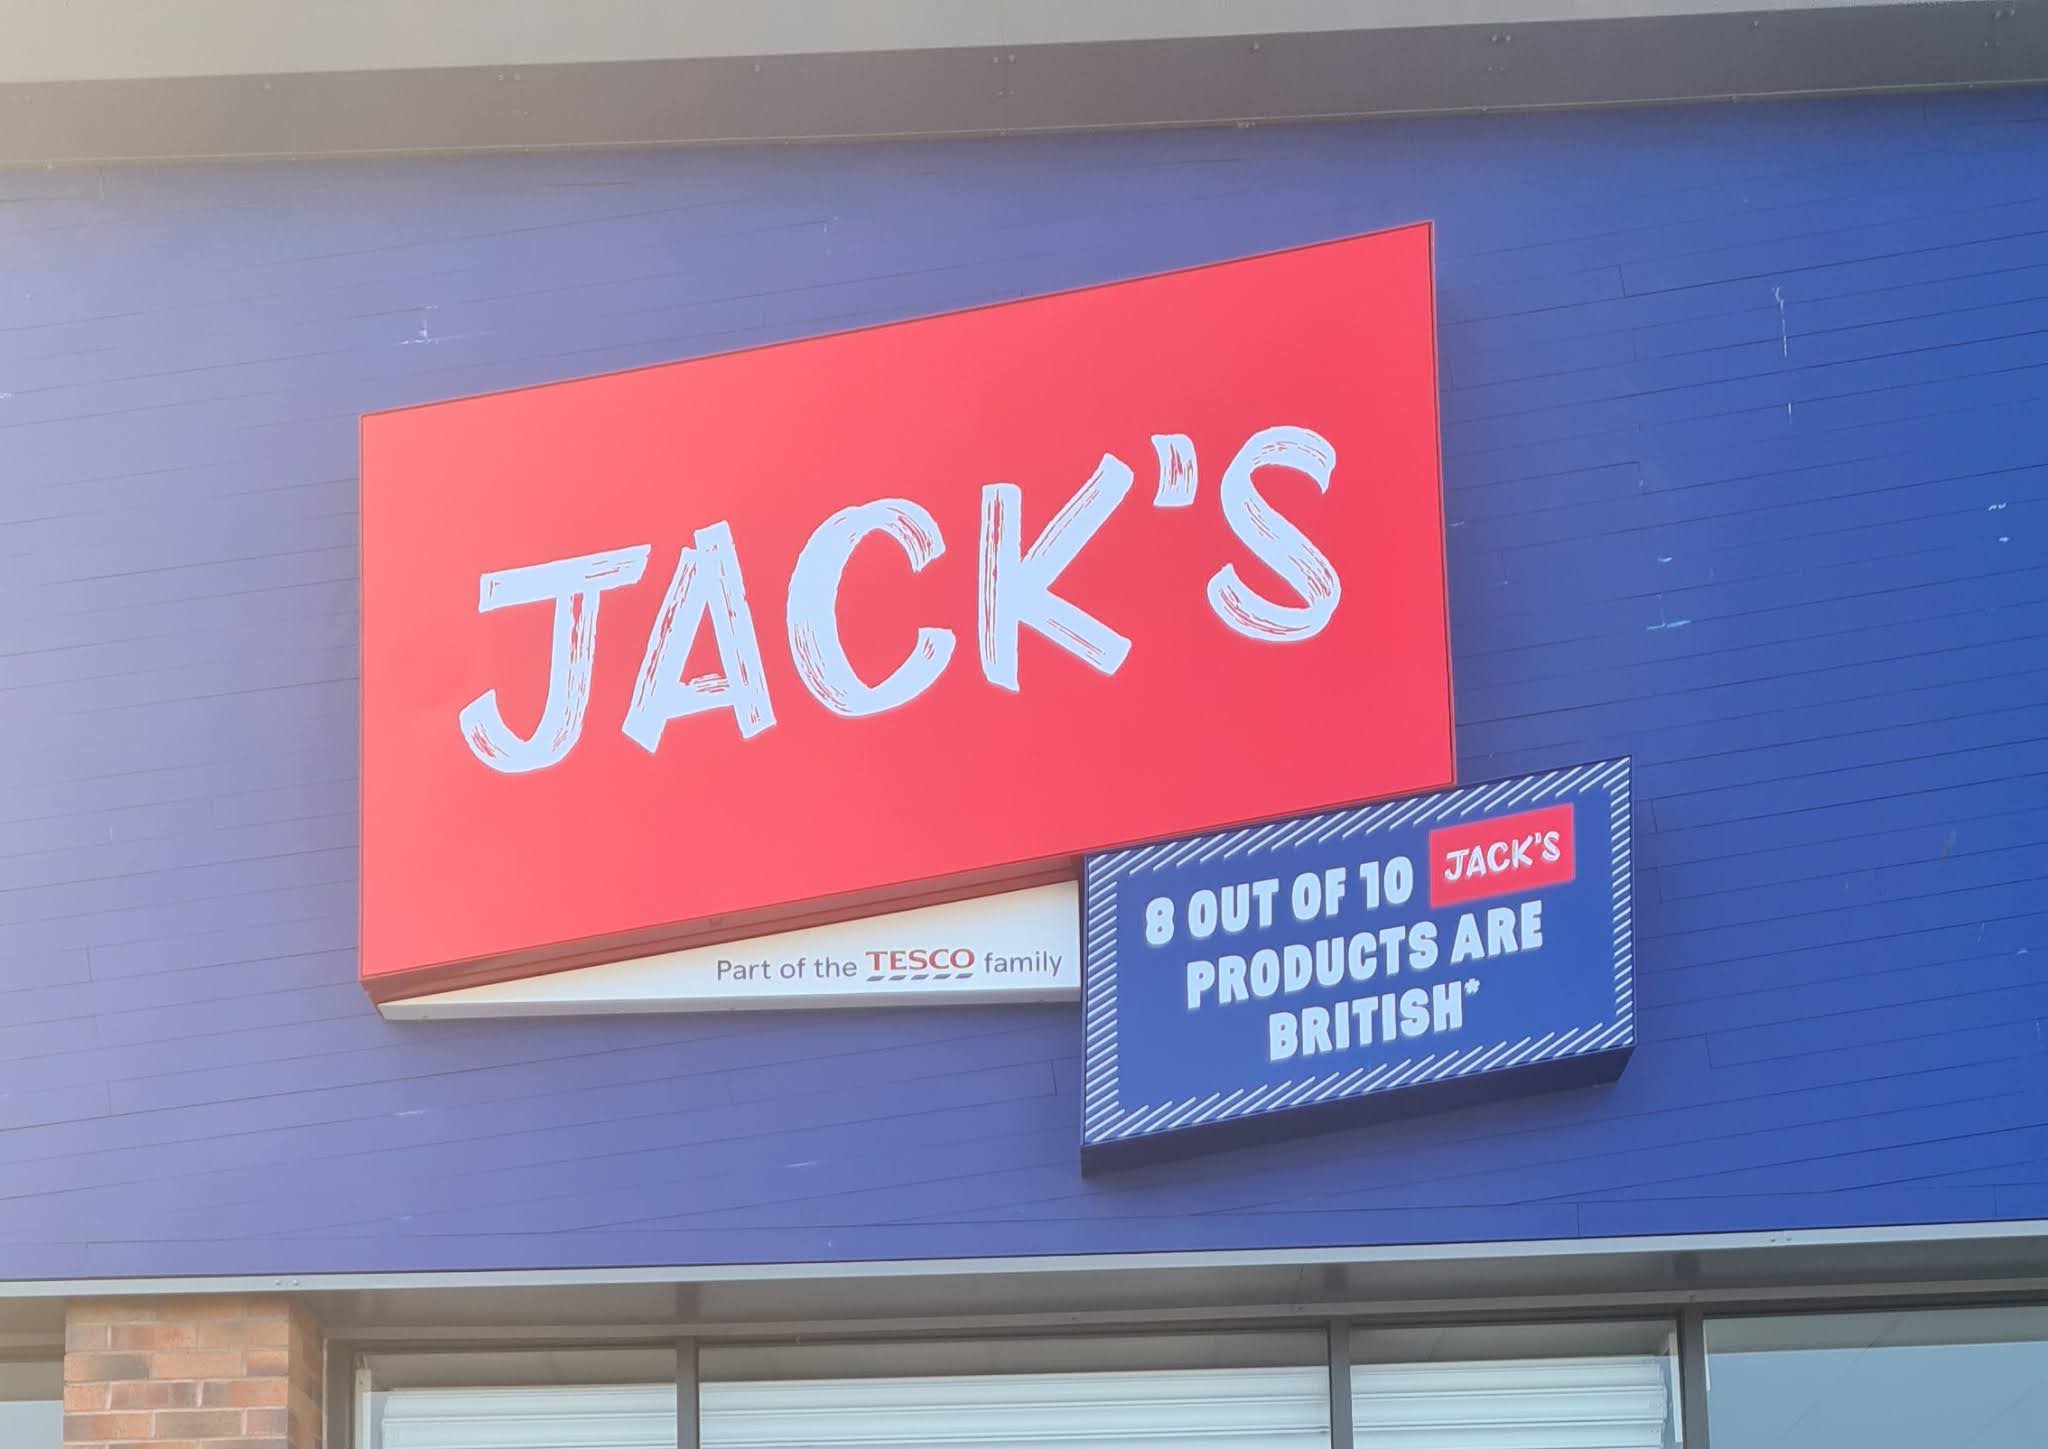 JACK'S
Part of the TESCO family
8 OUT OF 10 JACK'S
PRODUCTS ARE
BRITISH*